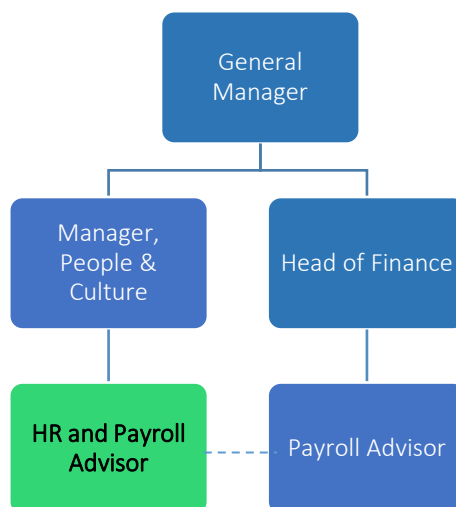 General
Manager
Manager,
People &
Culture
Head of Finance
HR and Payroll
Advisor
Payroll Advisor